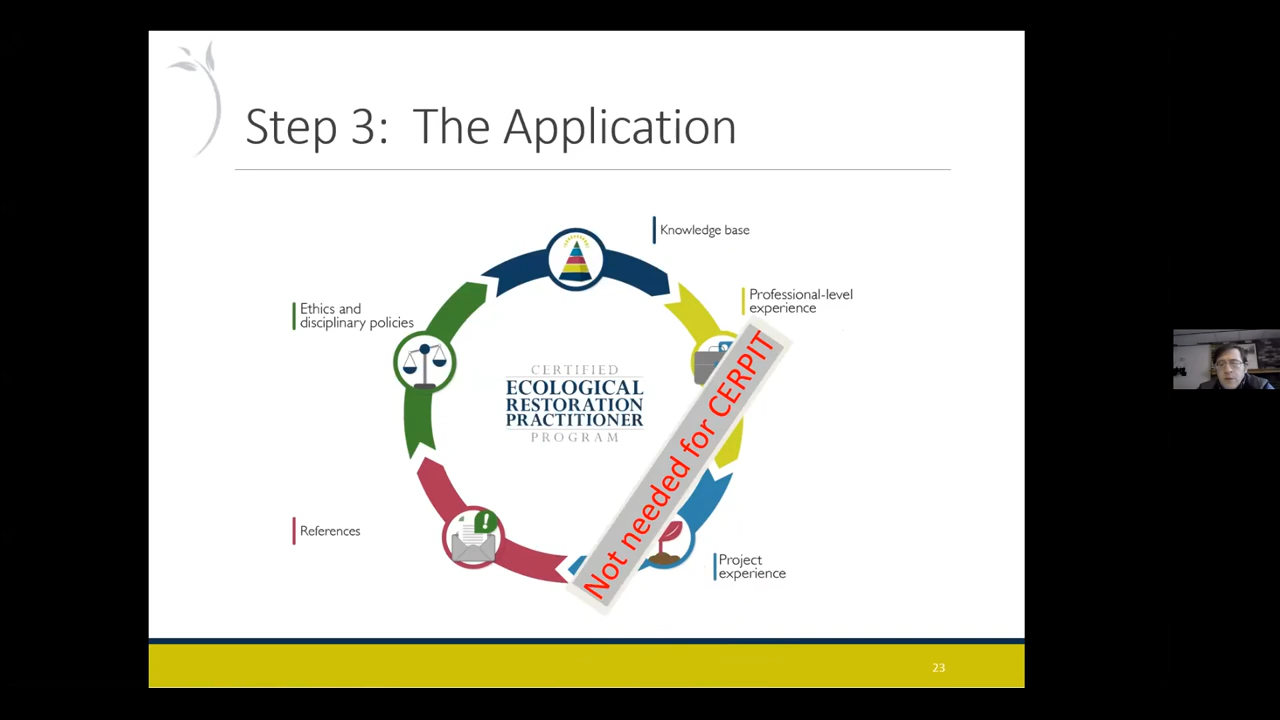 Step 3: The Application
Knowledge base
Professional-level
experience
Ethics and
disciplinary policies
CERTIFIED
ECOLOGICAL
RESTORATION
PRACTITIONER
PROGRAM
Not needed for CERPIT
References
Project
experience
23